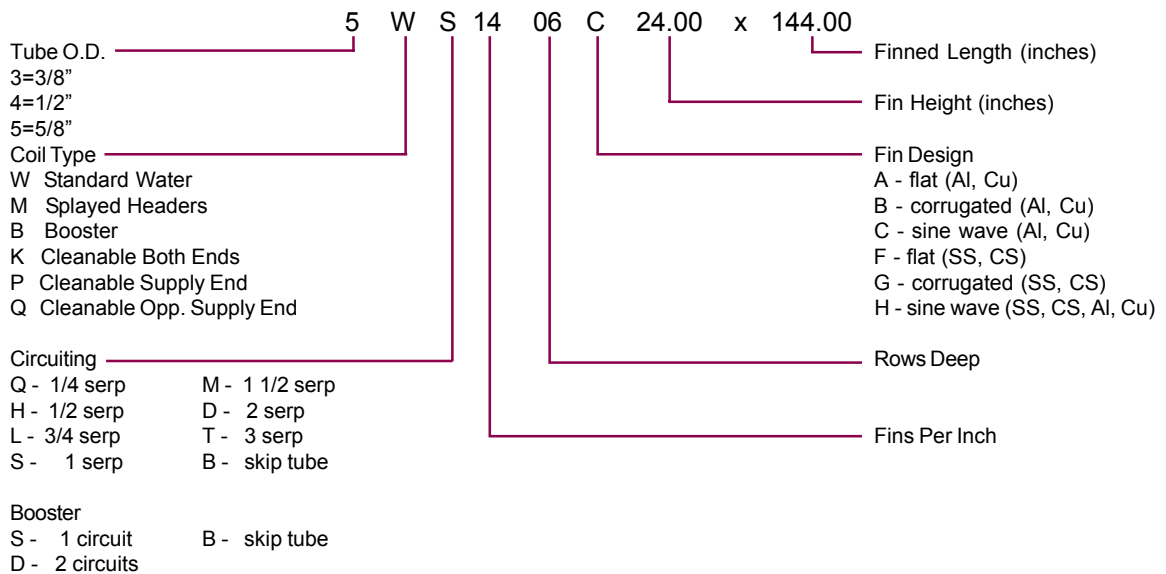 5 W S 14 06 C 24.00 x 144.00
Tube O.D.
3=3/8”
4=1/2”
5=5/8”
Coil Type
W Standard Water
M Splayed Headers
B Booster
K Cleanable Both Ends
P Cleanable Supply End
Q Cleanable Opp. Supply End
Circuiting
Q - 1/4 serp M - 1 1/2 serp
H - 1/2 serp D - 2 serp
L - 3/4 serp T - 3 serp
S - 1 serp B - skip tube
Booster
S - 1 circuit B - skip tube
D - 2 circuits
Finned Length (inches)
Fin Height (inches)
Fin Design
A - flat (Al, Cu)
B - corrugated (Al, Cu)
C - sine wave (Al, Cu)
F - flat (SS, CS)
G - corrugated (SS, CS)
H - sine wave (SS, CS, Al, Cu)
Rows Deep
Fins Per Inch